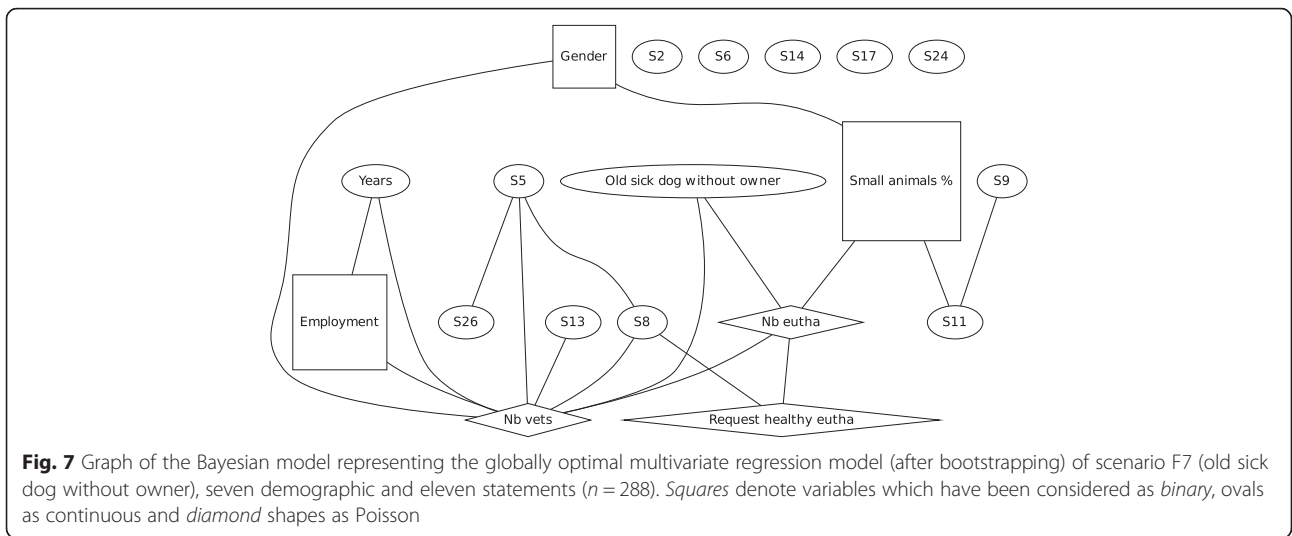 Gender S2 S6 S14 S17 S24
Years S5 Old sick dog without owner Small animals % S9
Employment S26 S13 S8 Nb eutha S11
Nb vets Request healthy eutha
Fig. 7 Graph of the Bayesian model representing the globally optimal multivariate regression model (after bootstrapping) of scenario F7 (old sick
dog without owner), seven demographic and eleven statements (n = 288). Squares denote variables which have been considered as binary, ovals
as continuous and diamond shapes as Poisson